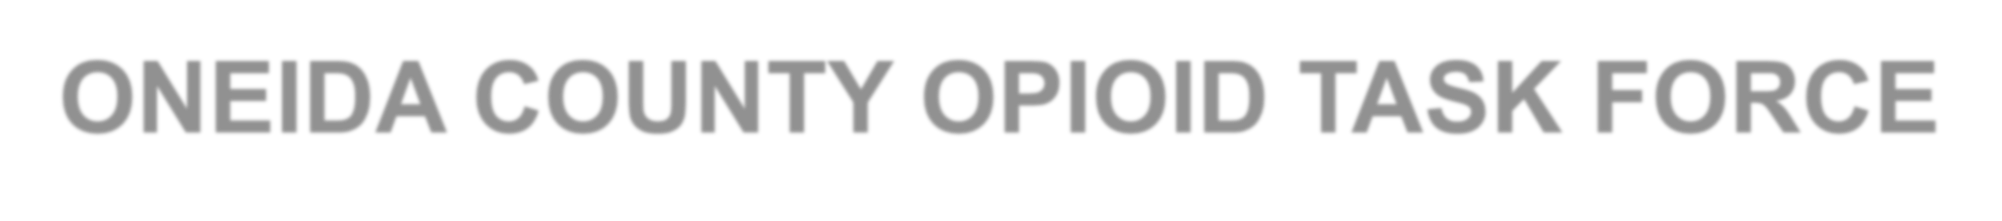 ONEIDA COUNTY OPIOID TASK FORCE